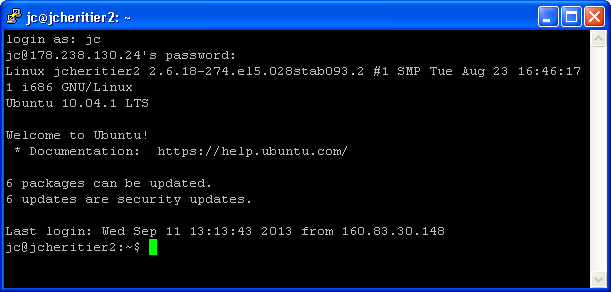 jc@jcheritier2: ~
login as: jc
jc@178.238.130.24's password:
Linux jcheritier2 2.6.18-274.el5.028stab093.2 #1 SMP Tue Aug 23 16:46:17
1 i686 GNU/Linux
Ubuntu 10.04.1 LTS
Welcome to Ubuntu!
* Documentation:  https://help.ubuntu.com/
6 packages can be updated.
6 updates are security updates.
Last login: Wed Sep 11 13:13:43 2013 from 160.83.30.148
jc@jcheritier2:~$